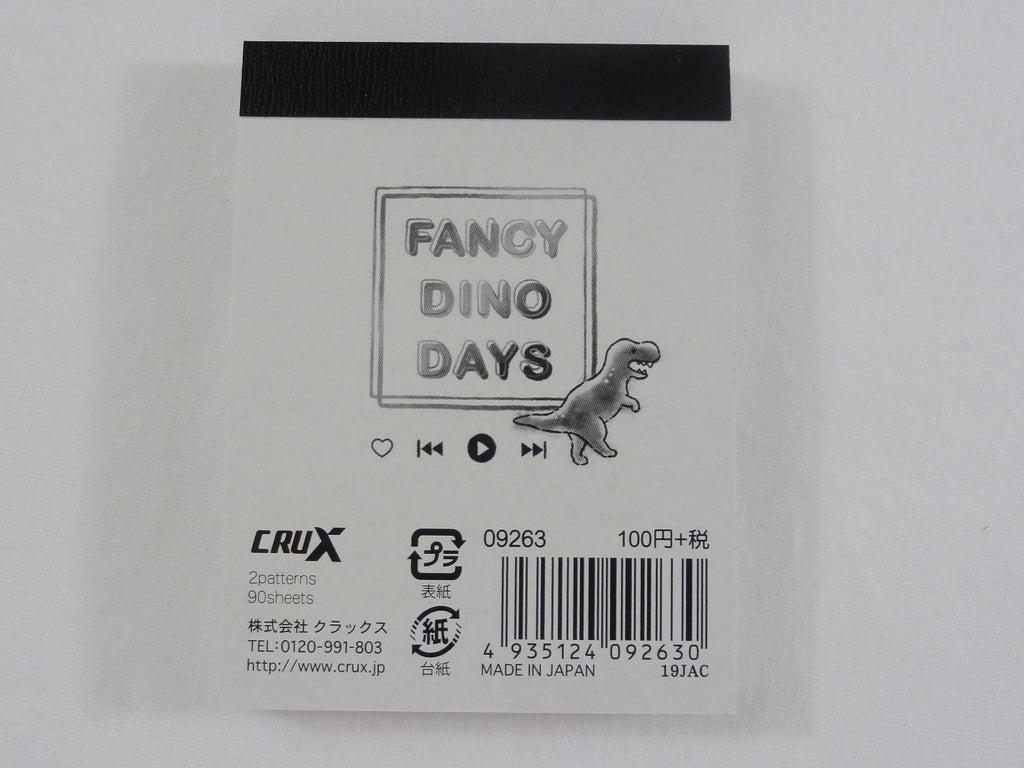 FANCY
DINO
DAYS
CRUX
2patterns
90sheets
株式会社 クラックス
TEL:0120-991-803
http://www.crux.jp
プラ
表紙
紙
台紙
09263 100円+税
4 935124 092630
MADE IN JAPAN 19JAC